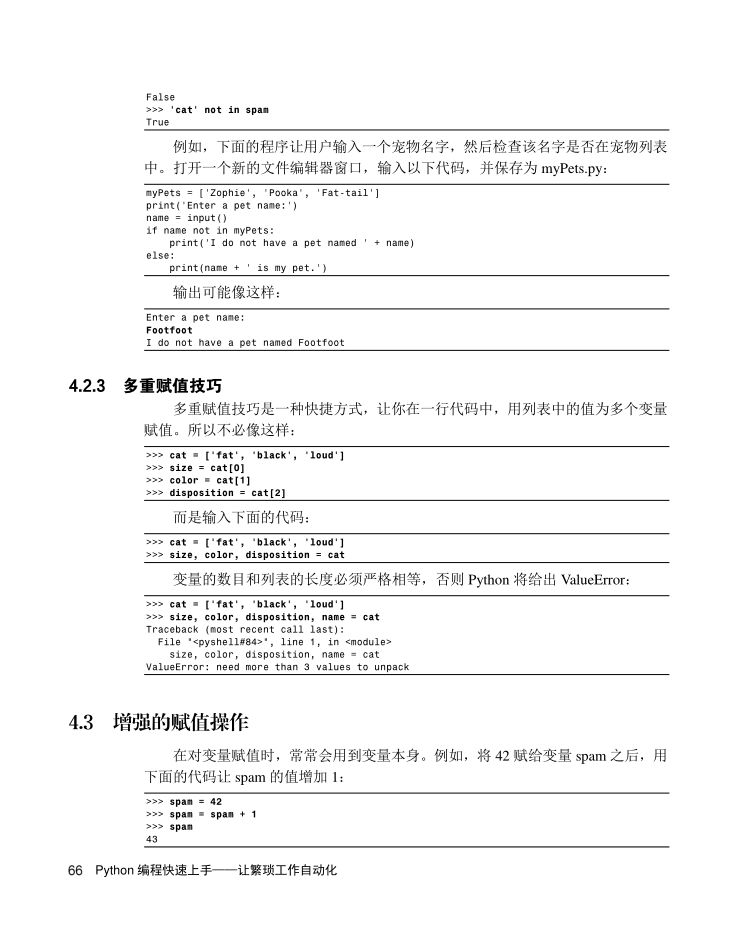 False
>>> 'cat' not in spam
True
例如，下面的程序让用户输入一个宠物名字，然后检查该名字是否在宠物列表
中。打开一个新的文件编辑器窗口，输入以下代码，并保存为 myPets.py：
myPets = ['Zophie', 'Pooka', 'Fat-tail']
print('Enter a pet name:')
name = input()
if name not in myPets:
    print('I do not have a pet named ' + name)
else:
    print(name + ' is my pet.')
输出可能像这样：
Enter a pet name:
Footfoot
I do not have a pet named Footfoot
4.2.3 多重赋值技巧
多重赋值技巧是一种快捷方式，让你在一行代码中，用列表中的值为多个变量
赋值。所以不必像这样：
>>> cat = ['fat', 'black', 'loud']
>>> size = cat[0]
>>> color = cat[1]
>>> disposition = cat[2]
而是输入下面的代码：
>>> cat = ['fat', 'black', 'loud']
>>> size, color, disposition = cat
变量的数目和列表的长度必须严格相等，否则 Python 将给出 ValueError：
>>> cat = ['fat', 'black', 'loud']
>>> size, color, disposition, name = cat
Traceback (most recent call last):
  File "<pyshell#84>", line 1, in <module>
    size, color, disposition, name = cat
ValueError: need more than 3 values to unpack
4.3 增强的赋值操作
在对变量赋值时，常常会用到变量本身。例如，将 42 赋给变量 spam 之后，用
下面的代码让 spam 的值增加 1：
>>> spam = 42
>>> spam = spam + 1
>>> spam
43
66 Python 编程快速上手——让繁琐工作自动化